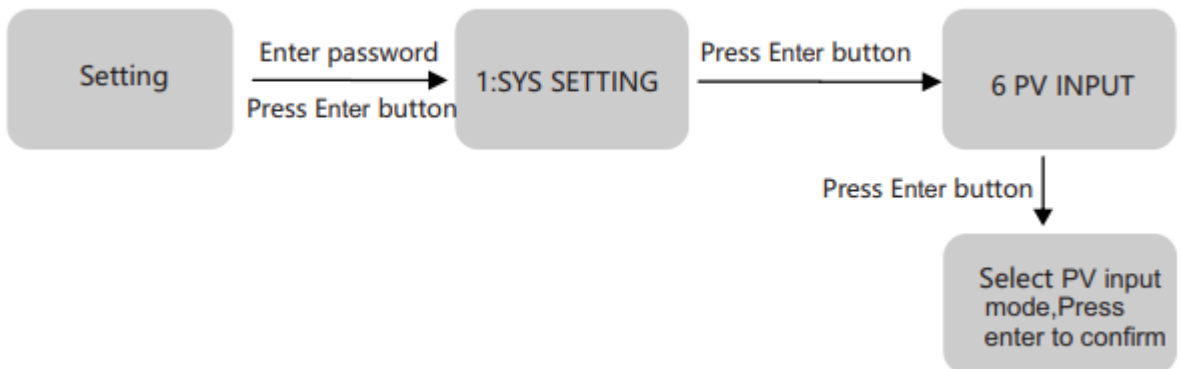 Setting
Enter password
Press Enter button
1:SYS SETTING
Press Enter button
6 PV INPUT
Press Enter button
Select PV input
mode,Press
enter to confirm